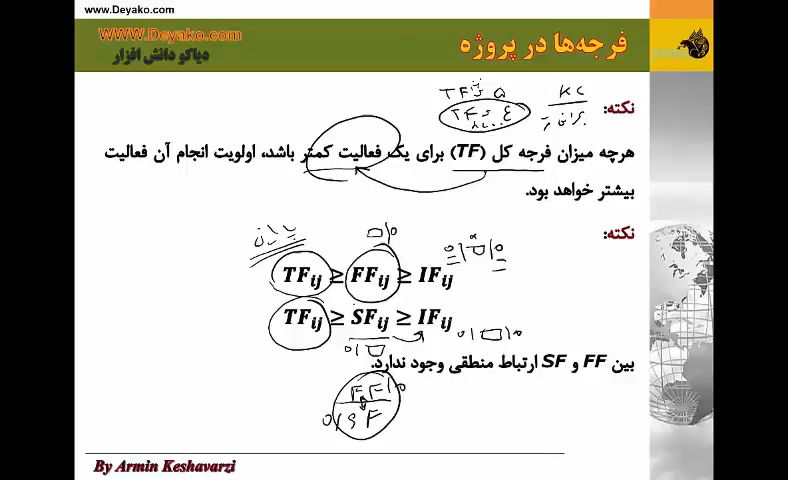 www.Deyako.com
www.Deyako.com
دیاکو دانش افزار
فرجه‌ها در پروژه
نکته:
هرچه میزان فرجه کل (TF) برای یک فعالیت کمتر باشد، اولویت انجام آن فعالیت
بیشتر خواهد بود.
نکته:
TFij ≥ FFij ≥ IFij
TFij ≥ SFij ≥ IFij
بین FF و SF ارتباط منطقی وجود ندارد.
FF
SF
By Armin Keshavarzi